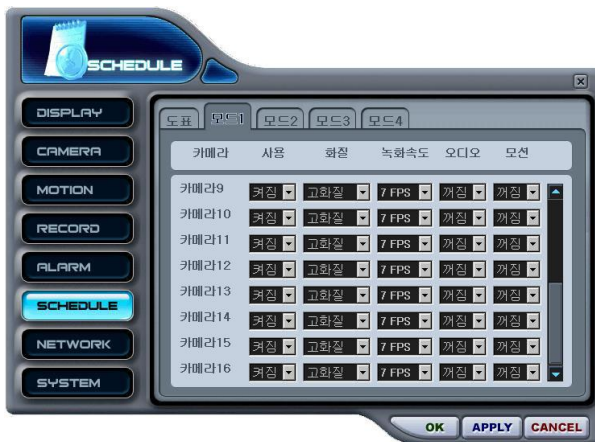 SCHEDULE
DISPLAY
CAMERA
MOTION
RECORD
ALARM
SCHEDULE
NETWORK
SYSTEM
도표 모드1 모드2 모드3 모드4
카메라 사용 화질 녹화속도 오디오 모션
카메라9 켜짐 고화질 7 FPS 꺼짐 꺼짐
카메라10 켜짐 고화질 7 FPS 꺼짐 꺼짐
카메라11 켜짐 고화질 7 FPS 꺼짐 꺼짐
카메라12 켜짐 고화질 7 FPS 꺼짐 꺼짐
카메라13 켜짐 고화질 7 FPS 꺼짐 꺼짐
카메라14 켜짐 고화질 7 FPS 꺼짐 꺼짐
카메라15 켜짐 고화질 7 FPS 꺼짐 꺼짐
카메라16 켜짐 고화질 7 FPS 꺼짐 꺼짐
OK APPLY CANCEL